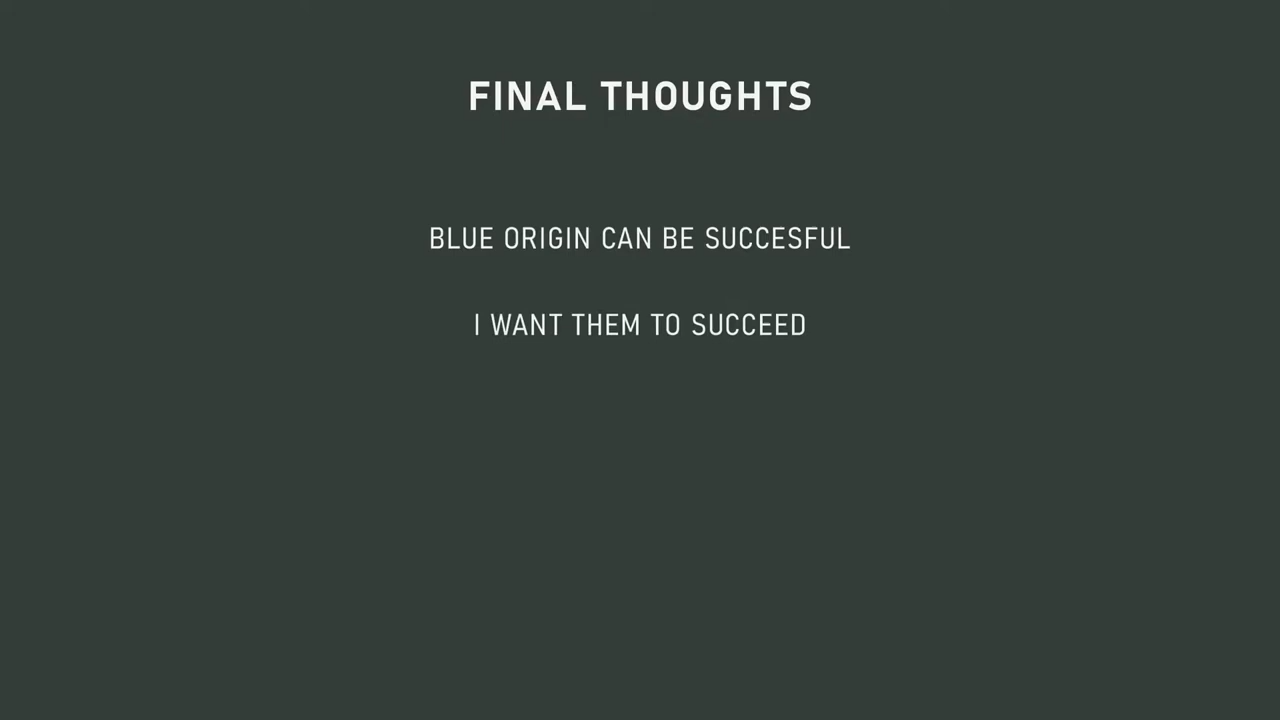 FINAL THOUGHTS
BLUE ORIGIN CAN BE SUCCESFUL
I WANT THEM TO SUCCEED